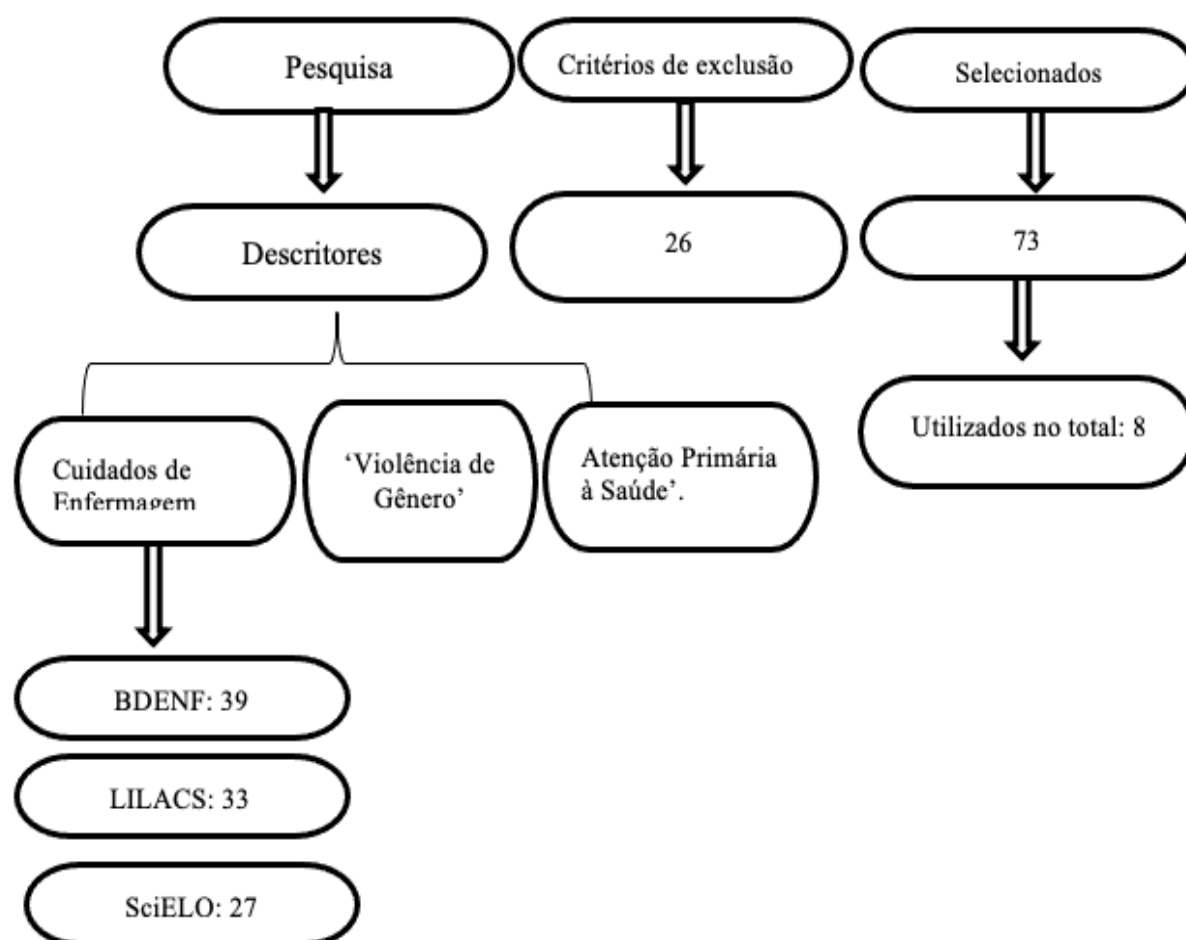 Pesquisa
Critérios de exclusão
Selecionados
Descritores
26
73
Utilizados no total: 8
Cuidados de
Enfermagem
‘Violência de
Gênero’
Atenção Primária
à Saúde’.
BDENF: 39
LILACS: 33
SciELO: 27